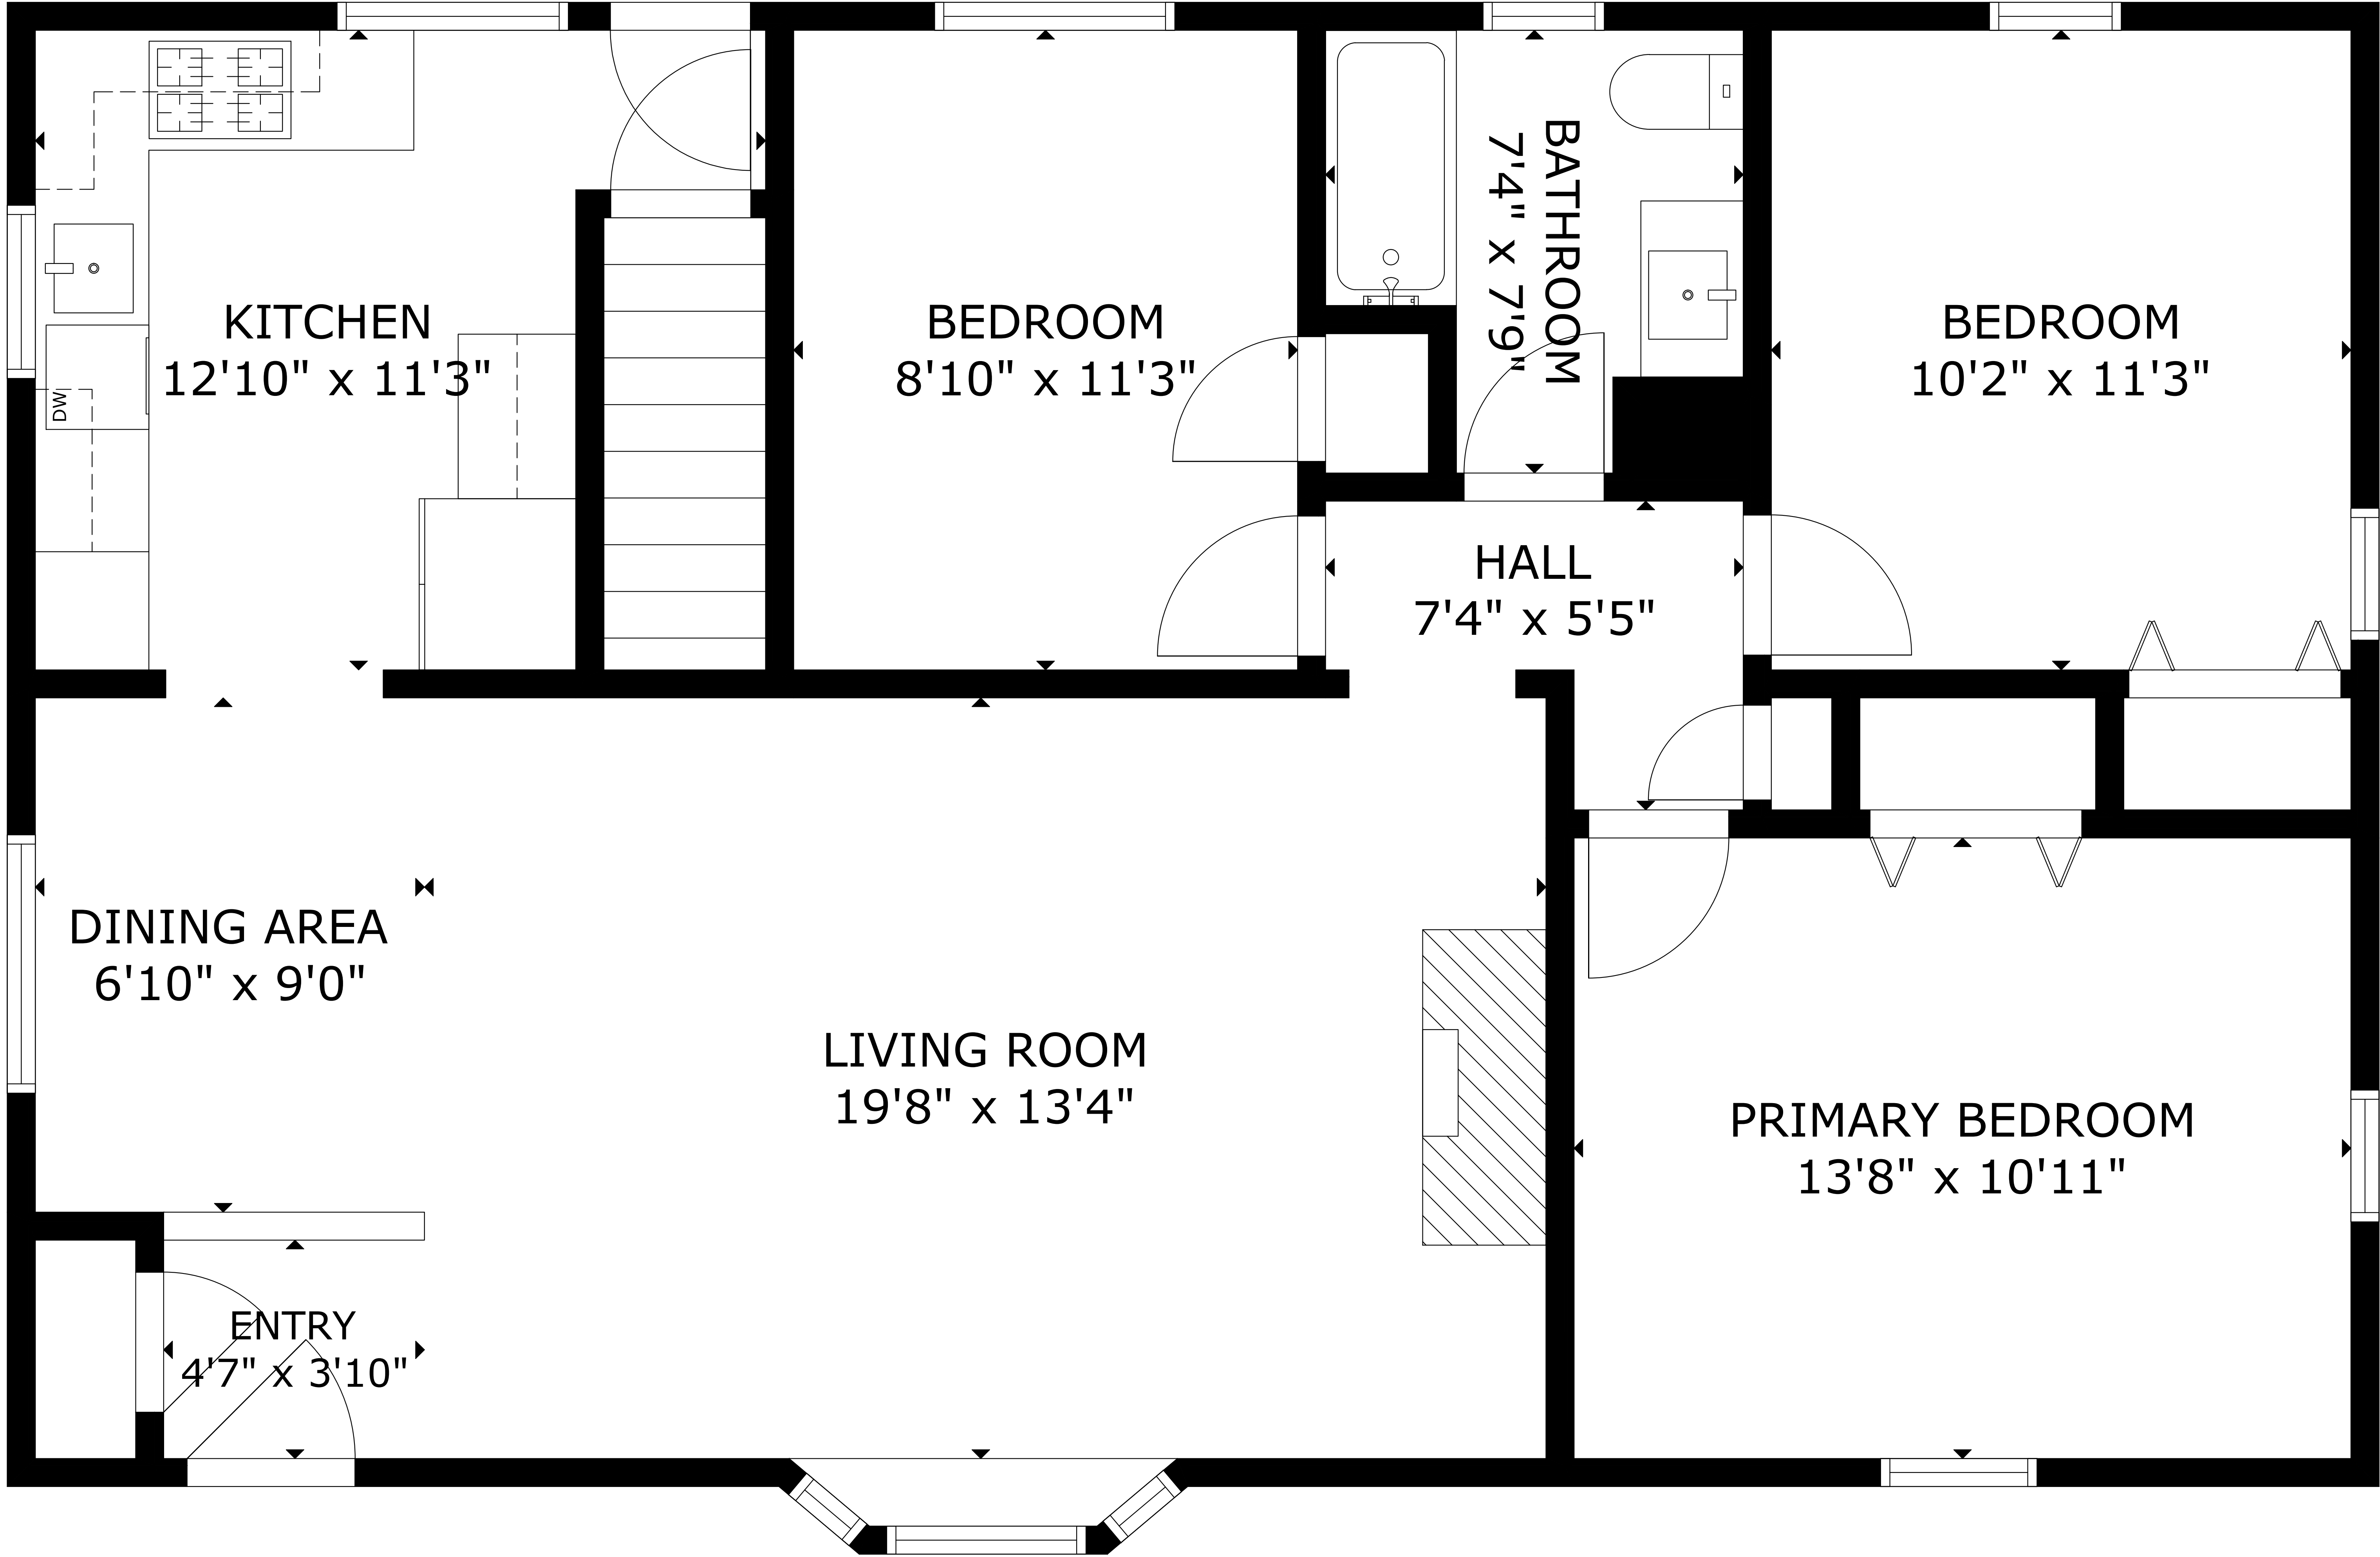 KITCHEN
12'10" x 11'3"
DW
BEDROOM
8'10" x 11'3"
BATHROOM
7'4" x 7'9"
BEDROOM
10'2" x 11'3"
HALL
7'4" x 5'5"
DINING AREA
6'10" x 9'0"
LIVING ROOM
19'8" x 13'4"
PRIMARY BEDROOM
13'8" x 10'11"
ENTRY
4'7" x 3'10"